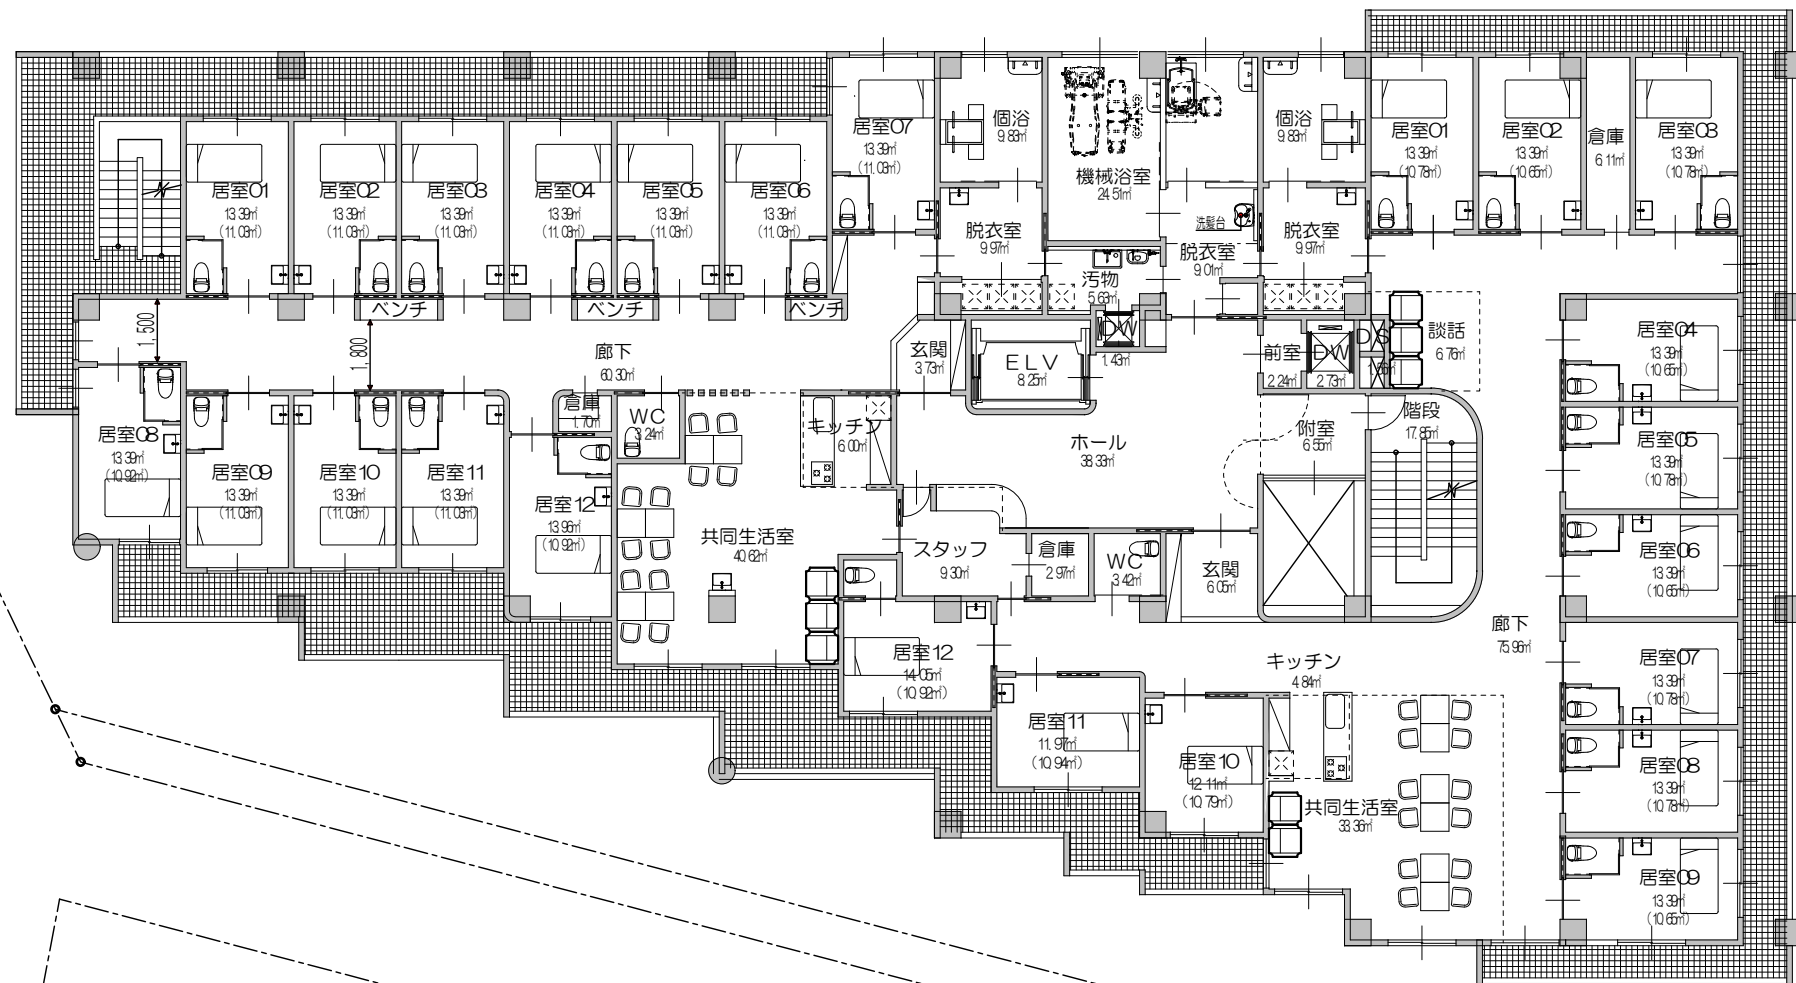 居室07
13.39㎡
(11.03㎡)
個浴
9.83㎡
機械浴室
24.51㎡
個浴
9.83㎡
居室01
13.39㎡
(10.78㎡)
居室02
13.39㎡
(10.65㎡)
倉庫
6.11㎡
居室03
13.39㎡
(10.78㎡)
居室01
13.39㎡
(11.03㎡)
居室02
13.39㎡
(11.03㎡)
居室03
13.39㎡
(11.03㎡)
居室04
13.39㎡
(11.03㎡)
居室05
13.39㎡
(11.03㎡)
居室06
13.39㎡
(11.03㎡)
脱衣室
9.97㎡
洗髪台
脱衣室
9.01㎡
脱衣室
9.97㎡
汚物
5.63㎡
ベンチ
ベンチ
ベンチ
1,500
1,800
廊下
60.30㎡
玄関
3.73㎡
ELV
8.25㎡
DW
1.43㎡
前室
2.24㎡
DW
2.73㎡
D/S
談話
6.76㎡
居室04
13.39㎡
(10.65㎡)
居室08
13.39㎡
(10.92㎡)
居室09
13.39㎡
(11.03㎡)
居室10
13.39㎡
(11.03㎡)
居室11
13.39㎡
(11.03㎡)
倉庫
1.70㎡
居室12
13.96㎡
(10.92㎡)
WC
3.24㎡
キッチン
6.00㎡
ホール
38.33㎡
附室
6.55㎡
階段
17.85㎡
居室05
13.39㎡
(10.78㎡)
共同生活室
40.62㎡
スタッフ
9.30㎡
倉庫
2.97㎡
WC
3.42㎡
玄関
6.05㎡
居室06
13.39㎡
(10.65㎡)
廊下
75.96㎡
居室12
14.05㎡
(10.92㎡)
キッチン
4.84㎡
居室07
13.39㎡
(10.78㎡)
居室11
11.97㎡
(10.94㎡)
居室10
12.11㎡
(10.79㎡)
共同生活室
33.36㎡
居室08
13.39㎡
(10.78㎡)
居室09
13.39㎡
(10.65㎡)